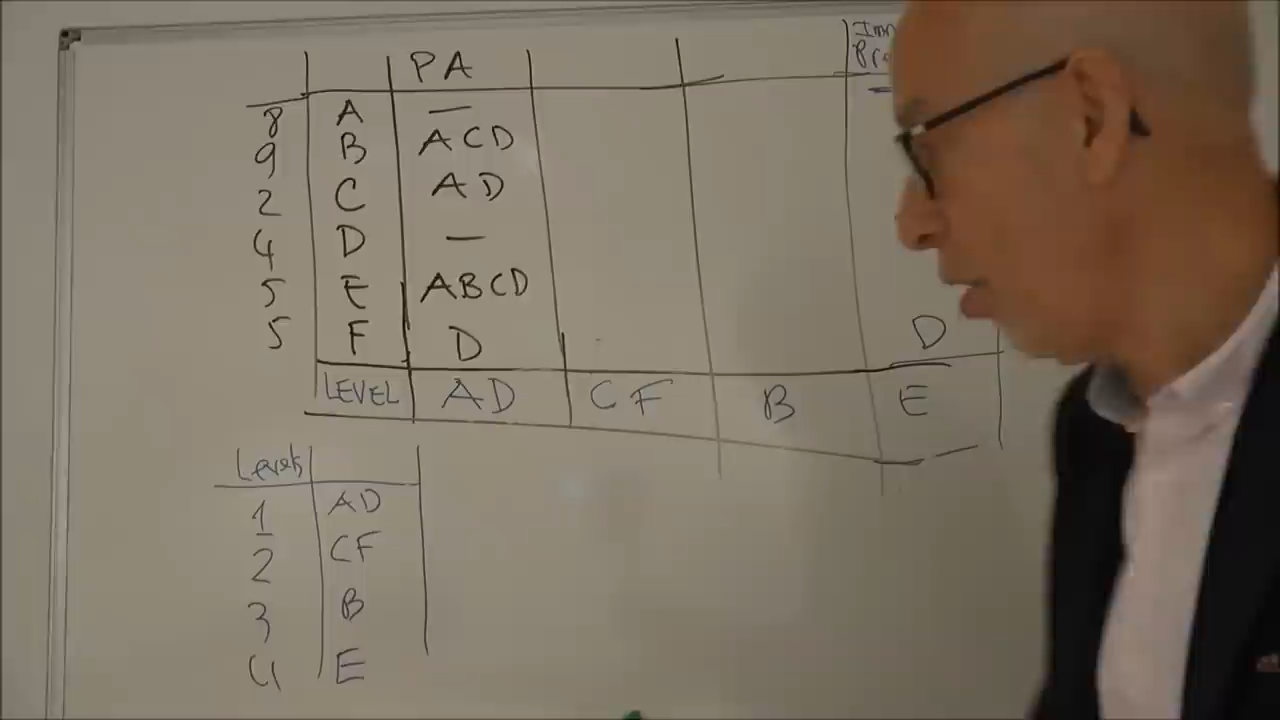 PA
8 A —
9 B ACD
2 C AD
4 D —
5 E ABCD
5 F D D
LEVEL AD CF B E
Levels
1 AD
2 CF
3 B
4 E